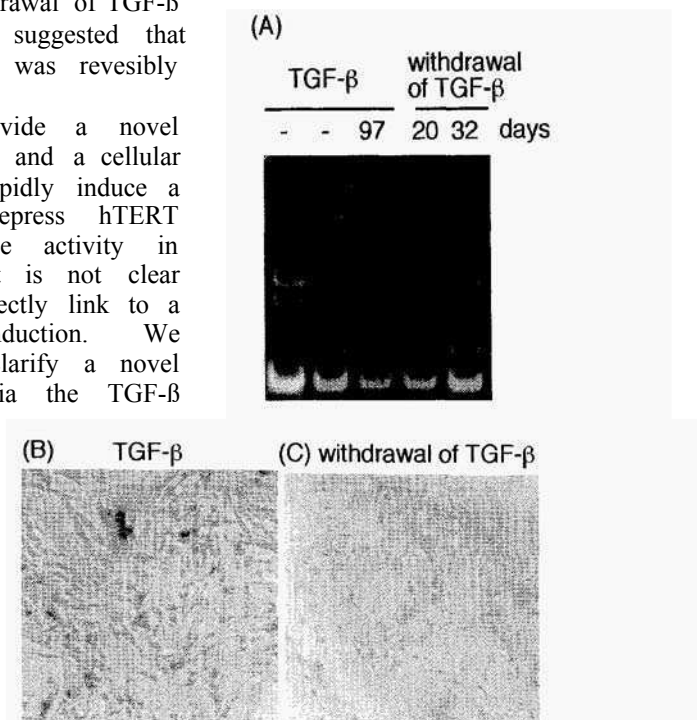 drawal of TGF-ß
suggested that
was revesibly
vide a novel
and a cellular
pidly induce a
epress hTERT
e activity in
t is not clear
ectly link to a
duction. We
larify a novel
ia the TGF-ß
(A)
TGF-β
withdrawal
of TGF-β
- - 97 20 32 days
(B) TGF-β
(C) withdrawal of TGF-β